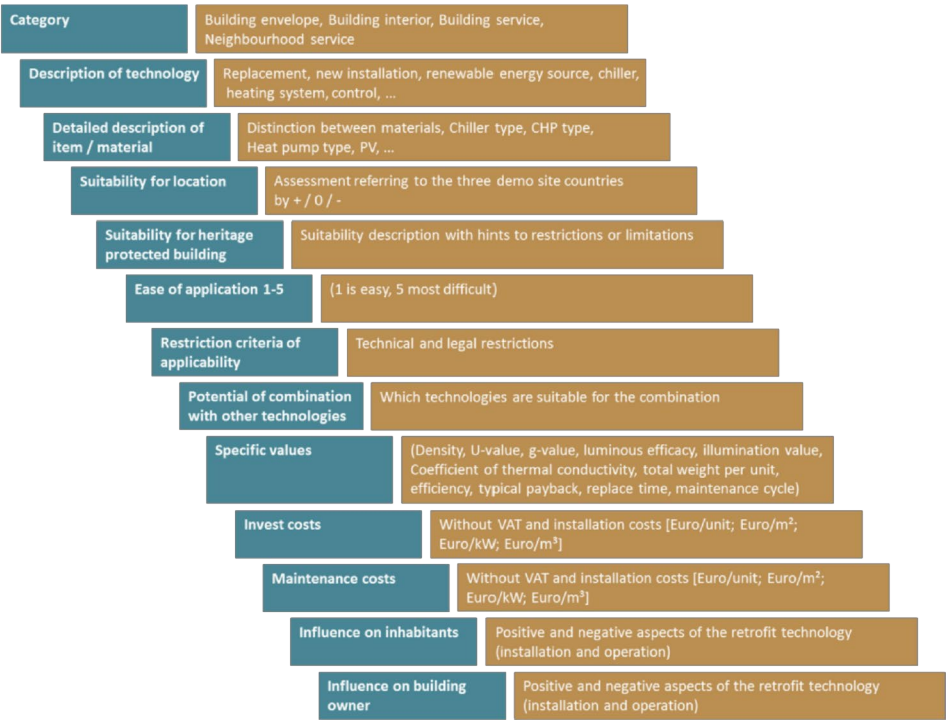 Category
Building envelope, Building interior, Building service,
Neighbourhood service
Description of technology
Replacement, new installation, renewable energy source, chiller,
heating system, control, ...
Detailed description of
item / material
Distinction between materials, Chiller type, CHP type,
Heat pump type, PV, ...
Suitability for location
Assessment referring to the three demo site countries
by + / 0 / -
Suitability for heritage
protected building
Suitability description with hints to restrictions or limitations
Ease of application 1-5
(1 is easy, 5 most difficult)
Restriction criteria of
applicability
Technical and legal restrictions
Potential of combination
with other technologies
Which technologies are suitable for the combination
Specific values
(Density, U-value, g-value, luminous efficacy, illumination value,
Coefficient of thermal conductivity, total weight per unit,
efficiency, typical payback, replace time, maintenance cycle)
Invest costs
Without VAT and installation costs [Euro/unit; Euro/m²;
Euro/kW; Euro/m³]
Maintenance costs
Without VAT and installation costs [Euro/unit; Euro/m²;
Euro/kW; Euro/m³]
Influence on inhabitants
Positive and negative aspects of the retrofit technology
(installation and operation)
Influence on building
owner
Positive and negative aspects of the retrofit technology
(installation and operation)